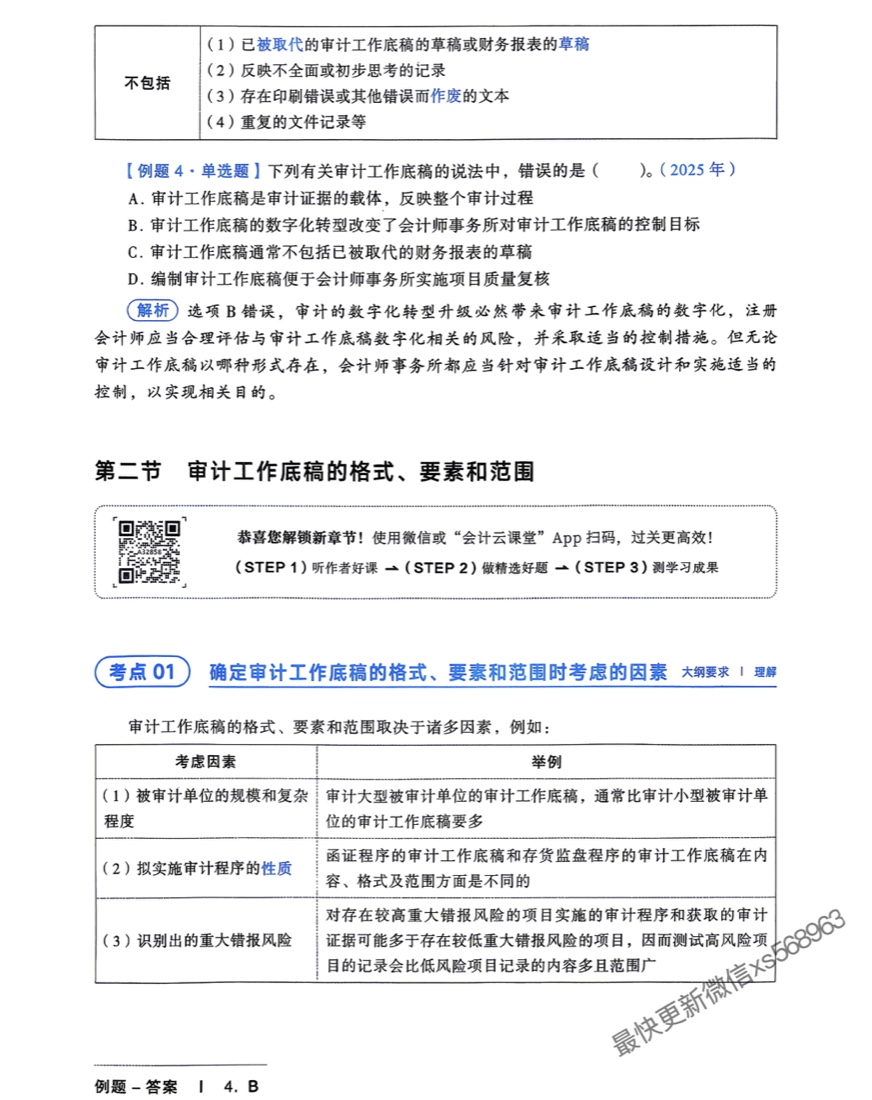 不包括
(1)已被取代的审计工作底稿的草稿或财务报表的草稿
(2)反映不全面或初步思考的记录
(3)存在印刷错误或其他错误而作废的文本
(4)重复的文件记录等
【例题4·单选题】下列有关审计工作底稿的说法中，错误的是（　　）。（2025年）
A. 审计工作底稿是审计证据的载体，反映整个审计过程
B. 审计工作底稿的数字化转型改变了会计师事务所对审计工作底稿的控制目标
C. 审计工作底稿通常不包括已被取代的财务报表的草稿
D. 编制审计工作底稿便于会计师事务所实施项目质量复核
解析 选项B错误，审计的数字化转型升级必然带来审计工作底稿的数字化，注册
会计师应当合理评估与审计工作底稿数字化相关的风险，并采取适当的控制措施。但无论
审计工作底稿以哪种形式存在，会计师事务所都应当针对审计工作底稿设计和实施适当的
控制，以实现相关目的。
第二节　审计工作底稿的格式、要素和范围
A32858
恭喜您解锁新章节！使用微信或“会计云课堂”App扫码，过关更高效！
(STEP 1)听作者好课 ⇀ (STEP 2)做精选好题 ⇀ (STEP 3)测学习成果
考点01　确定审计工作底稿的格式、要素和范围时考虑的因素　大纲要求 | 理解
审计工作底稿的格式、要素和范围取决于诸多因素，例如：
考虑因素　举例
(1)被审计单位的规模和复杂
程度
审计大型被审计单位的审计工作底稿，通常比审计小型被审计单
位的审计工作底稿要多
(2)拟实施审计程序的性质
函证程序的审计工作底稿和存货监盘程序的审计工作底稿在内
容、格式及范围方面是不同的
(3)识别出的重大错报风险
对存在较高重大错报风险的项目实施的审计程序和获取的审计
证据可能多于存在较低重大错报风险的项目，因而测试高风险项
目的记录会比低风险项目记录的内容多且范围广
最快更新微信xs568963
例题－答案 | 4. B